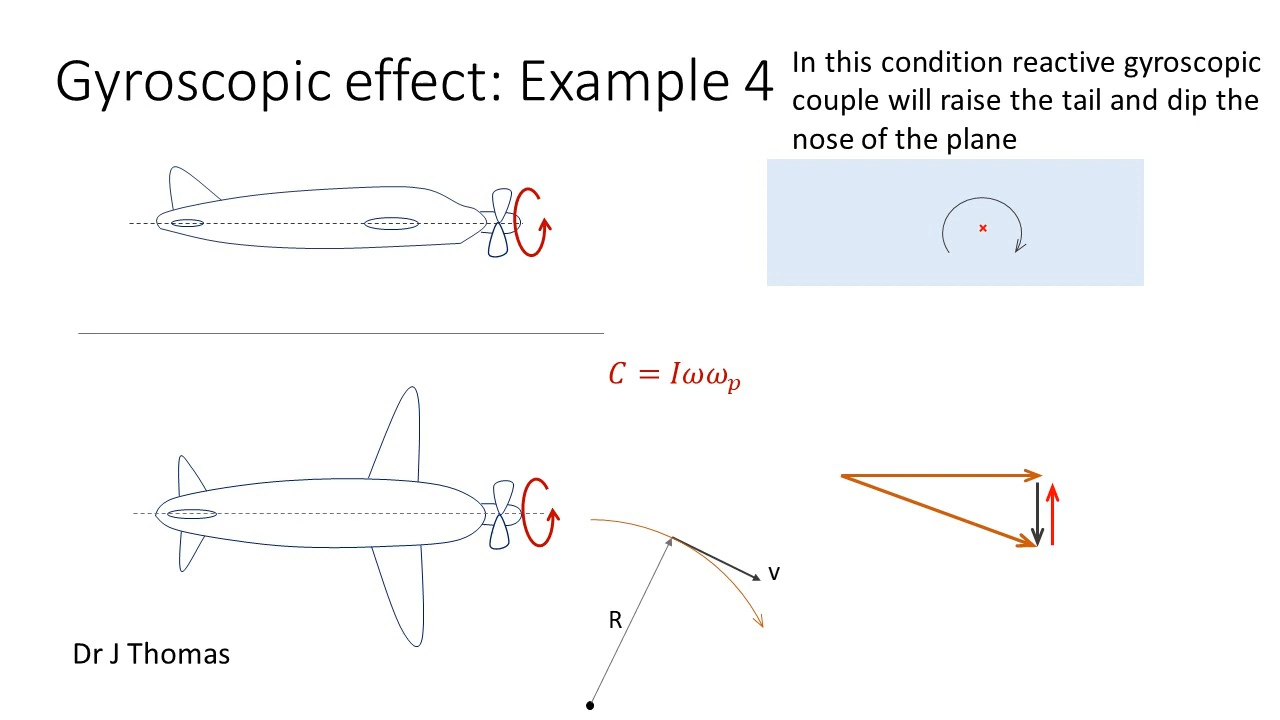 Gyroscopic effect: Example 4
In this condition reactive gyroscopic
couple will raise the tail and dip the
nose of the plane
C = Iωωₚ
v
R
Dr J Thomas